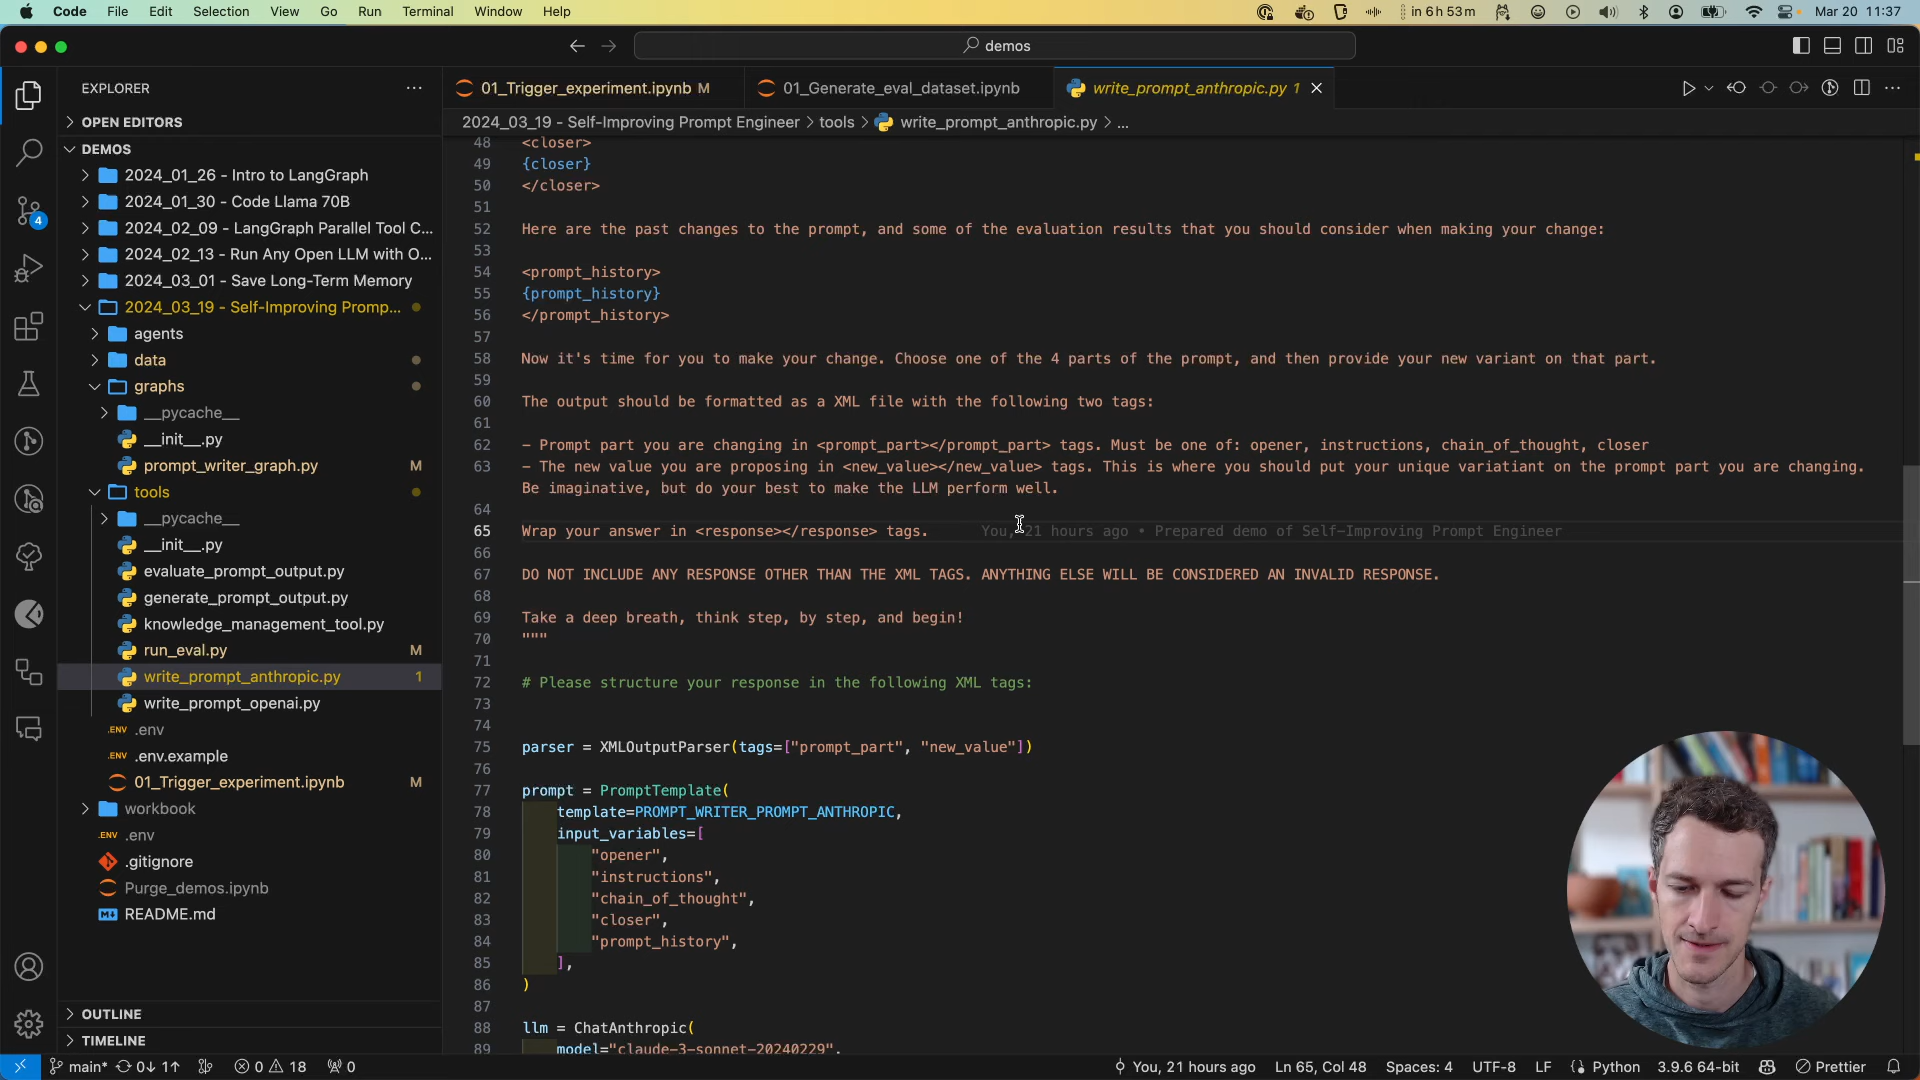 Code File Edit Selection View Go Run Terminal Window Help in 6h 53m Mar 20 11:37
demos
EXPLORER
01_Trigger_experiment.ipynb M 01_Generate_eval_dataset.ipynb write_prompt_anthropic.py 1
OPEN EDITORS
2024_03_19 - Self-Improving Prompt Engineer > tools > write_prompt_anthropic.py > ...
DEMOS
2024_01_26 - Intro to LangGraph
2024_01_30 - Code Llama 70B
2024_02_09 - LangGraph Parallel Tool C...
2024_02_13 - Run Any Open LLM with O...
2024_03_01 - Save Long-Term Memory
2024_03_19 - Self-Improving Promp...
agents
data
graphs
__pycache__
__init__.py
prompt_writer_graph.py M
tools
__pycache__
__init__.py
evaluate_prompt_output.py
generate_prompt_output.py
knowledge_management_tool.py
run_eval.py M
write_prompt_anthropic.py 1
write_prompt_openai.py
.ENV .env
.ENV .env.example
01_Trigger_experiment.ipynb M
workbook
.ENV .env
.gitignore
Purge_demos.ipynb
README.md
OUTLINE
TIMELINE
4
48 <closer>
49 {closer}
50 </closer>
51
52 Here are the past changes to the prompt, and some of the evaluation results that you should consider when making your change:
53
54 <prompt_history>
55 {prompt_history}
56 </prompt_history>
57
58 Now it's time for you to make your change. Choose one of the 4 parts of the prompt, and then provide your new variant on that part.
59
60 The output should be formatted as a XML file with the following two tags:
61
62 - Prompt part you are changing in <prompt_part></prompt_part> tags. Must be one of: opener, instructions, chain_of_thought, closer
63 - The new value you are proposing in <new_value></new_value> tags. This is where you should put your unique variatiant on the prompt part you are changing.
Be imaginative, but do your best to make the LLM perform well.
64
65 Wrap your answer in <response></response> tags. You, 21 hours ago • Prepared demo of Self-Improving Prompt Engineer
66
67 DO NOT INCLUDE ANY RESPONSE OTHER THAN THE XML TAGS. ANYTHING ELSE WILL BE CONSIDERED AN INVALID RESPONSE.
68
69 Take a deep breath, think step, by step, and begin!
70 """
71
72 # Please structure your response in the following XML tags:
73
74
75 parser = XMLOutputParser(tags=["prompt_part", "new_value"])
76
77 prompt = PromptTemplate(
78 template=PROMPT_WRITER_PROMPT_ANTHROPIC,
79 input_variables=[
80 "opener",
81 "instructions",
82 "chain_of_thought",
83 "closer",
84 "prompt_history",
85 ],
86 )
87
88 llm = ChatAnthropic(
89 model="claude-3-sonnet-20240229",
main* 0↓ 1↑ 0 18 0 You, 21 hours ago Ln 65, Col 48 Spaces: 4 UTF-8 LF Python 3.9.6 64-bit Prettier